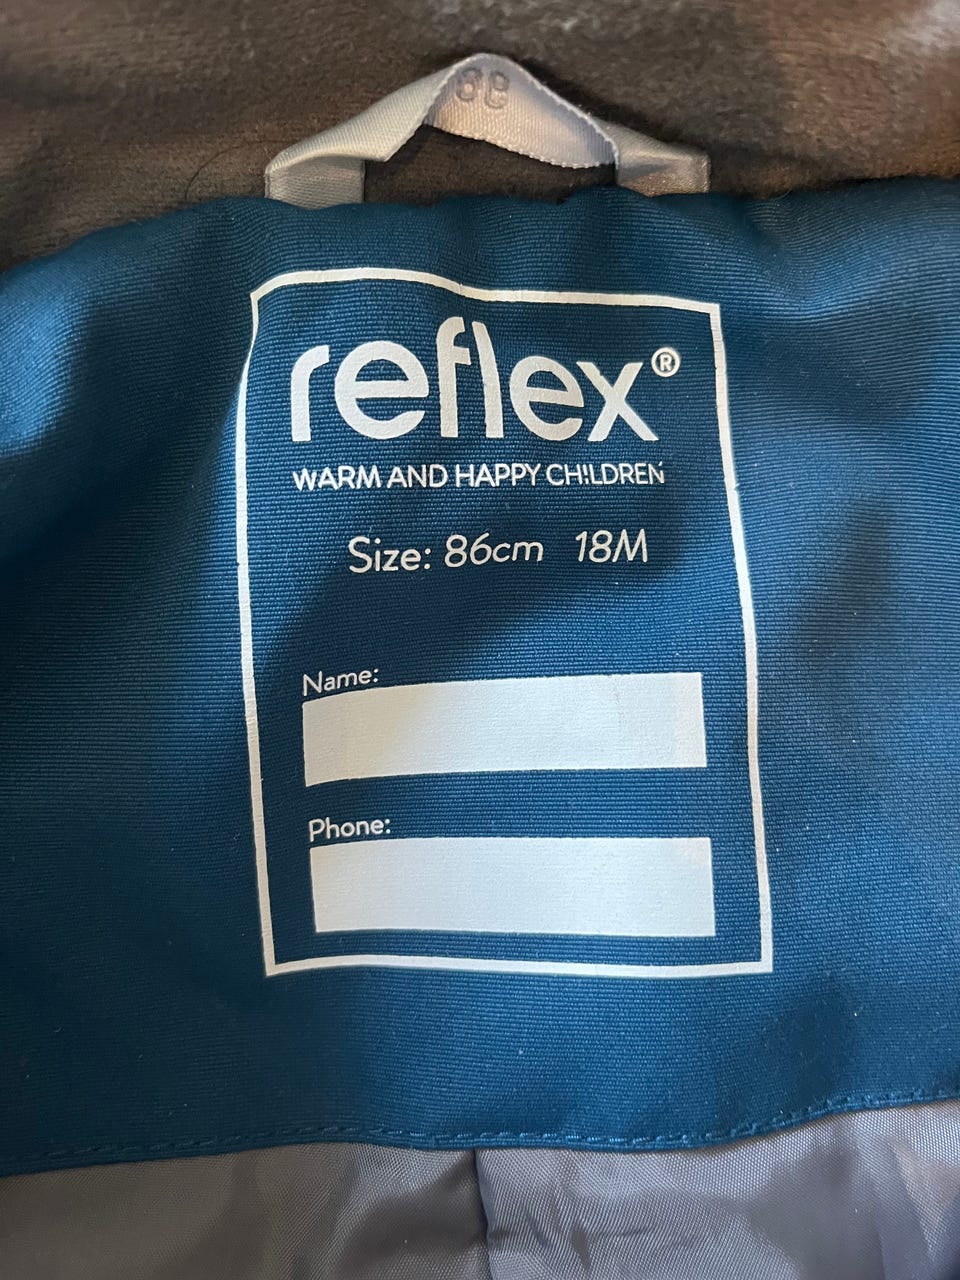 86
reflex®
WARM AND HAPPY CHILDREN
Size: 86cm 18M
Name:
Phone: